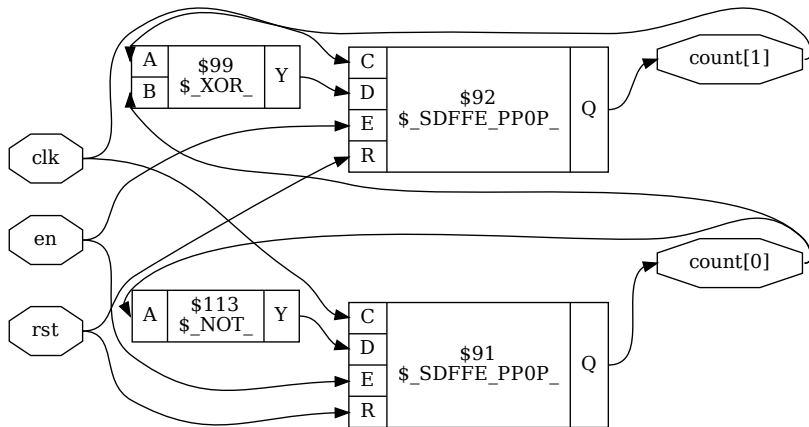 A
B
$99
$_XOR_
Y
C
D
E
R
$92
$_SDFFE_PP0P_
Q
count[1]
clk
en
rst
A
$113
$_NOT_
Y
C
D
E
R
$91
$_SDFFE_PP0P_
Q
count[0]